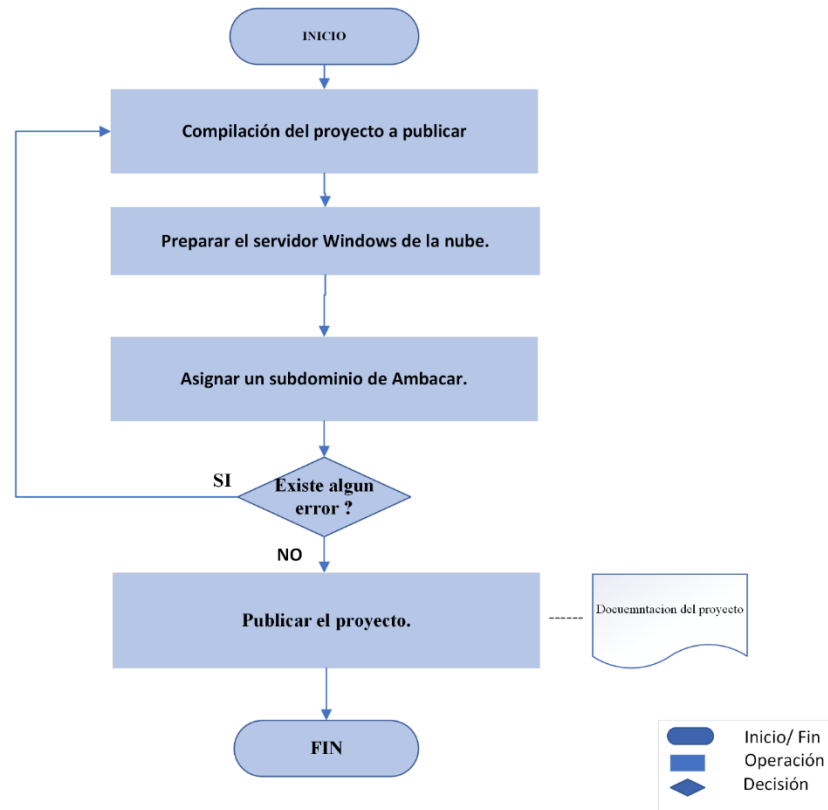 INICIO
Compilación del proyecto a publicar
Preparar el servidor Windows de la nube.
Asignar un subdominio de Ambacar.
SI
Existe algun
error ?
NO
Publicar el proyecto.
Docuemntacion del proyecto
FIN
Inicio/ Fin
Operación
Decisión